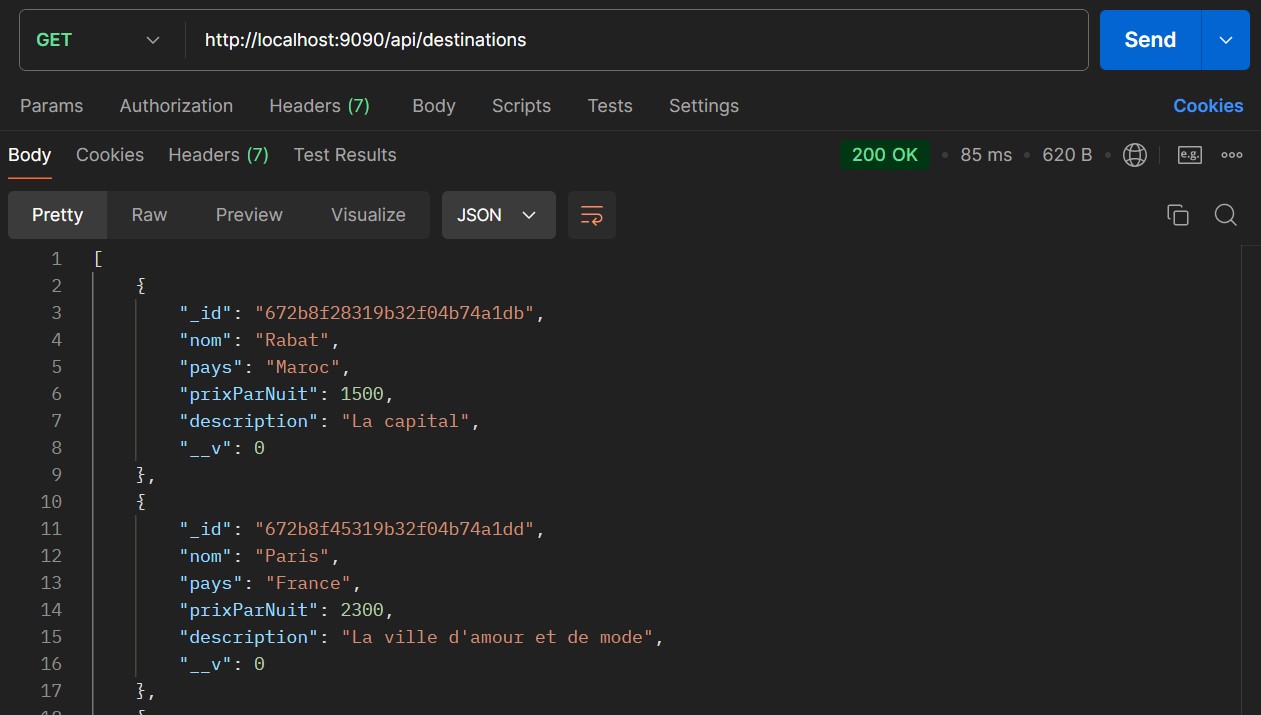 GET http://localhost:9090/api/destinations Send
Params Authorization Headers (7) Body Scripts Tests Settings Cookies
Body Cookies Headers (7) Test Results 200 OK 85 ms 620 B e.g.
Pretty Raw Preview Visualize JSON
1 [
2 {
3 "_id": "672b8f28319b32f04b74a1db",
4 "nom": "Rabat",
5 "pays": "Maroc",
6 "prixParNuit": 1500,
7 "description": "La capital",
8 "__v": 0
9 },
10 {
11 "_id": "672b8f45319b32f04b74a1dd",
12 "nom": "Paris",
13 "pays": "France",
14 "prixParNuit": 2300,
15 "description": "La ville d'amour et de mode",
16 "__v": 0
17 },
18 {